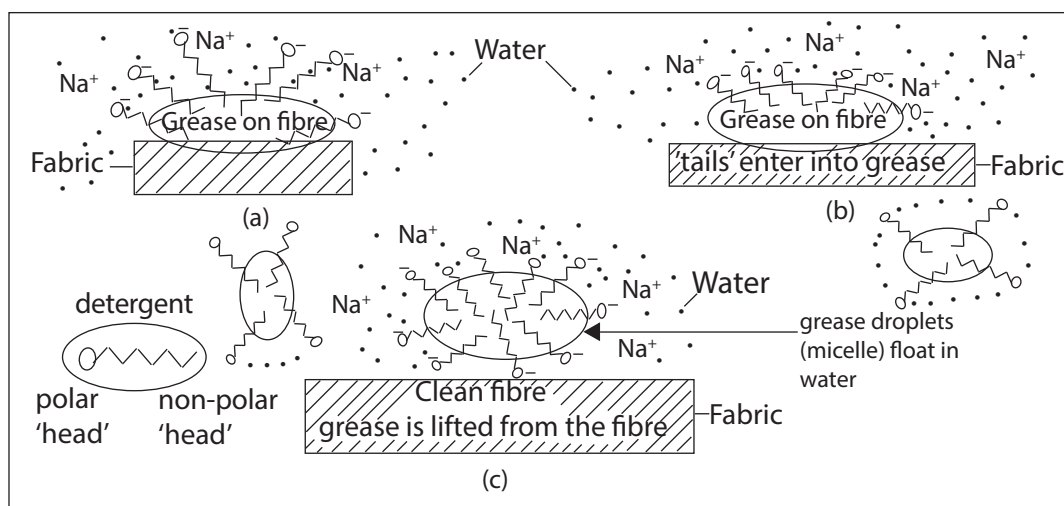 Na⁺
Na⁺
Na⁺
Grease on fibre
Fabric
(a)
Water
Na⁺
Na⁺
Na⁺
Grease on fibre
'tails' enter into grease
Fabric
(b)
detergent
polar
'head'
non-polar
'head'
Na⁺
Na⁺
Na⁺
Na⁺
Na⁺
Water
grease droplets
(micelle) float in
water
Clean fibre
grease is lifted from the fibre
Fabric
(c)